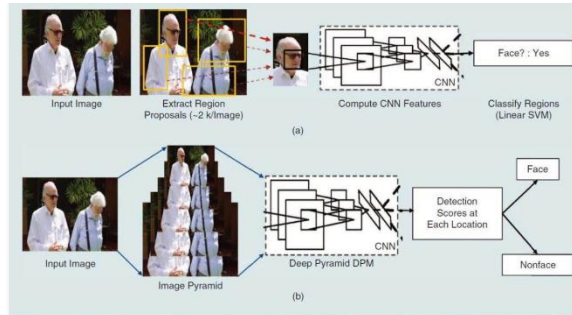 CNN
Face? : Yes
Input Image
Extract Region
Proposals (~2 k/Image)
Compute CNN Features
Classify Regions
(Linear SVM)
(a)
Face
CNN
Detection
Scores at
Each Location
Input Image
Deep Pyramid DPM
Nonface
Image Pyramid
(b)